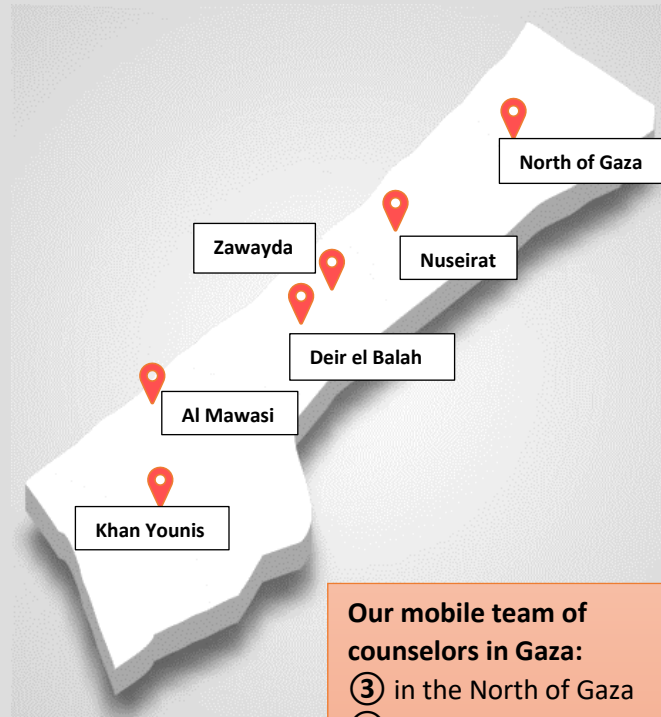 North of Gaza
Zawayda
Nuseirat
Deir el Balah
Al Mawasi
Khan Younis
Our mobile team of
counselors in Gaza:
③ in the North of Gaza